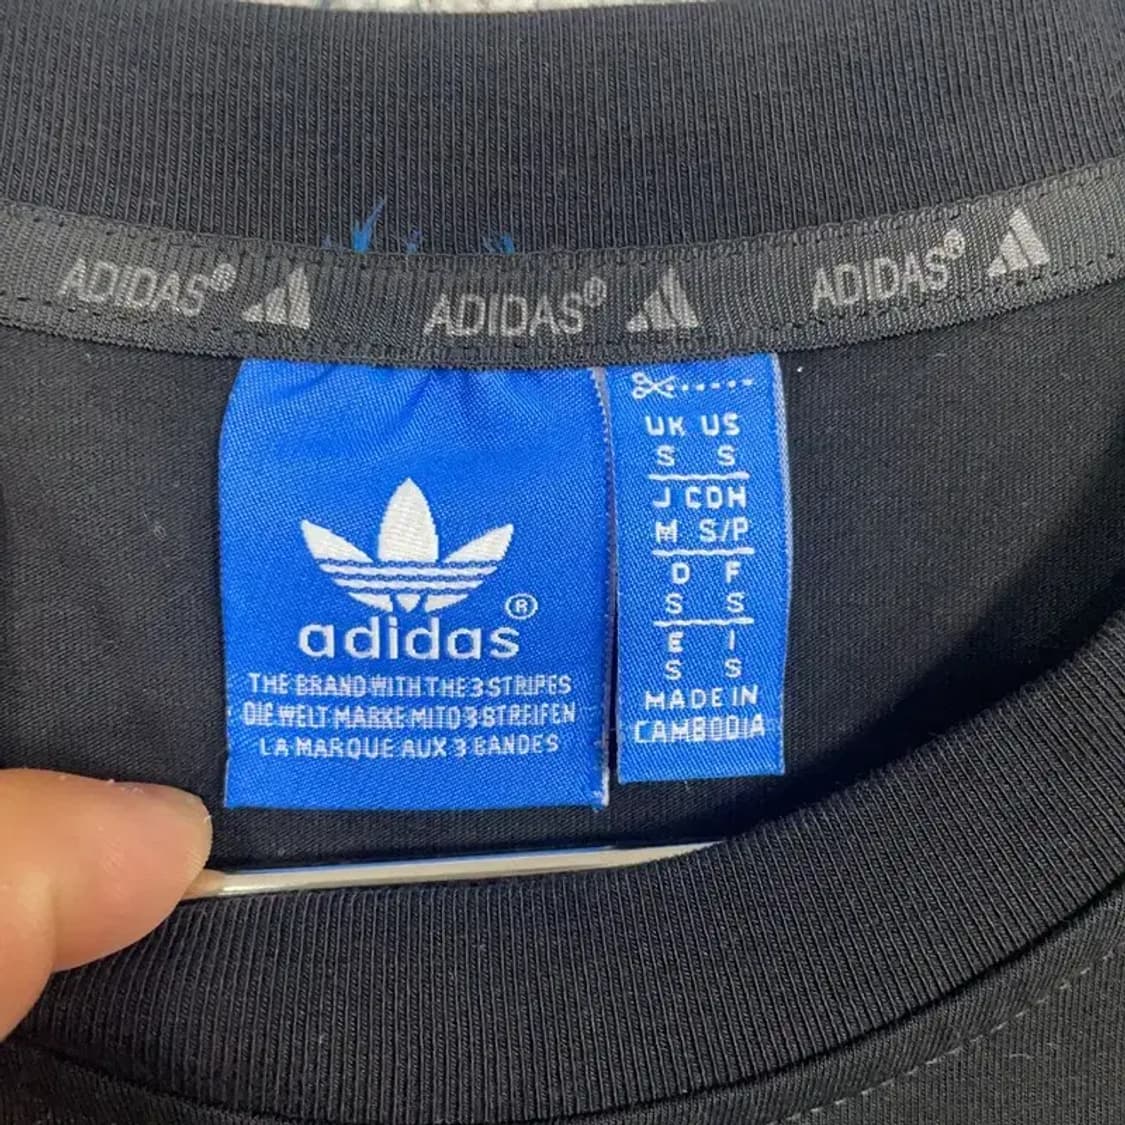 ADIDAS® ADIDAS® ADIDAS®
adidas®
THE BRAND WITH THE 3 STRIPES
DIE WELT MARKE MIT D 3 STREIFEN
LA MARQUE AUX 3 BANDES
UK US
S S
J CDH
M S/P
D F
S S
E I
S S
MADE IN
CAMBODIA